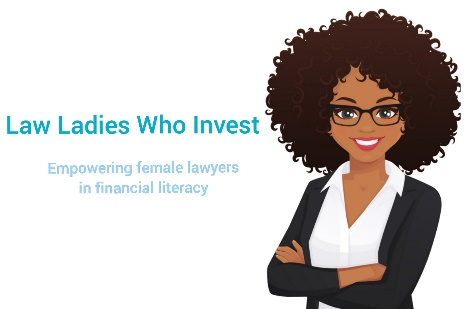 Law Ladies Who Invest
Empowering female lawyers
in financial literacy